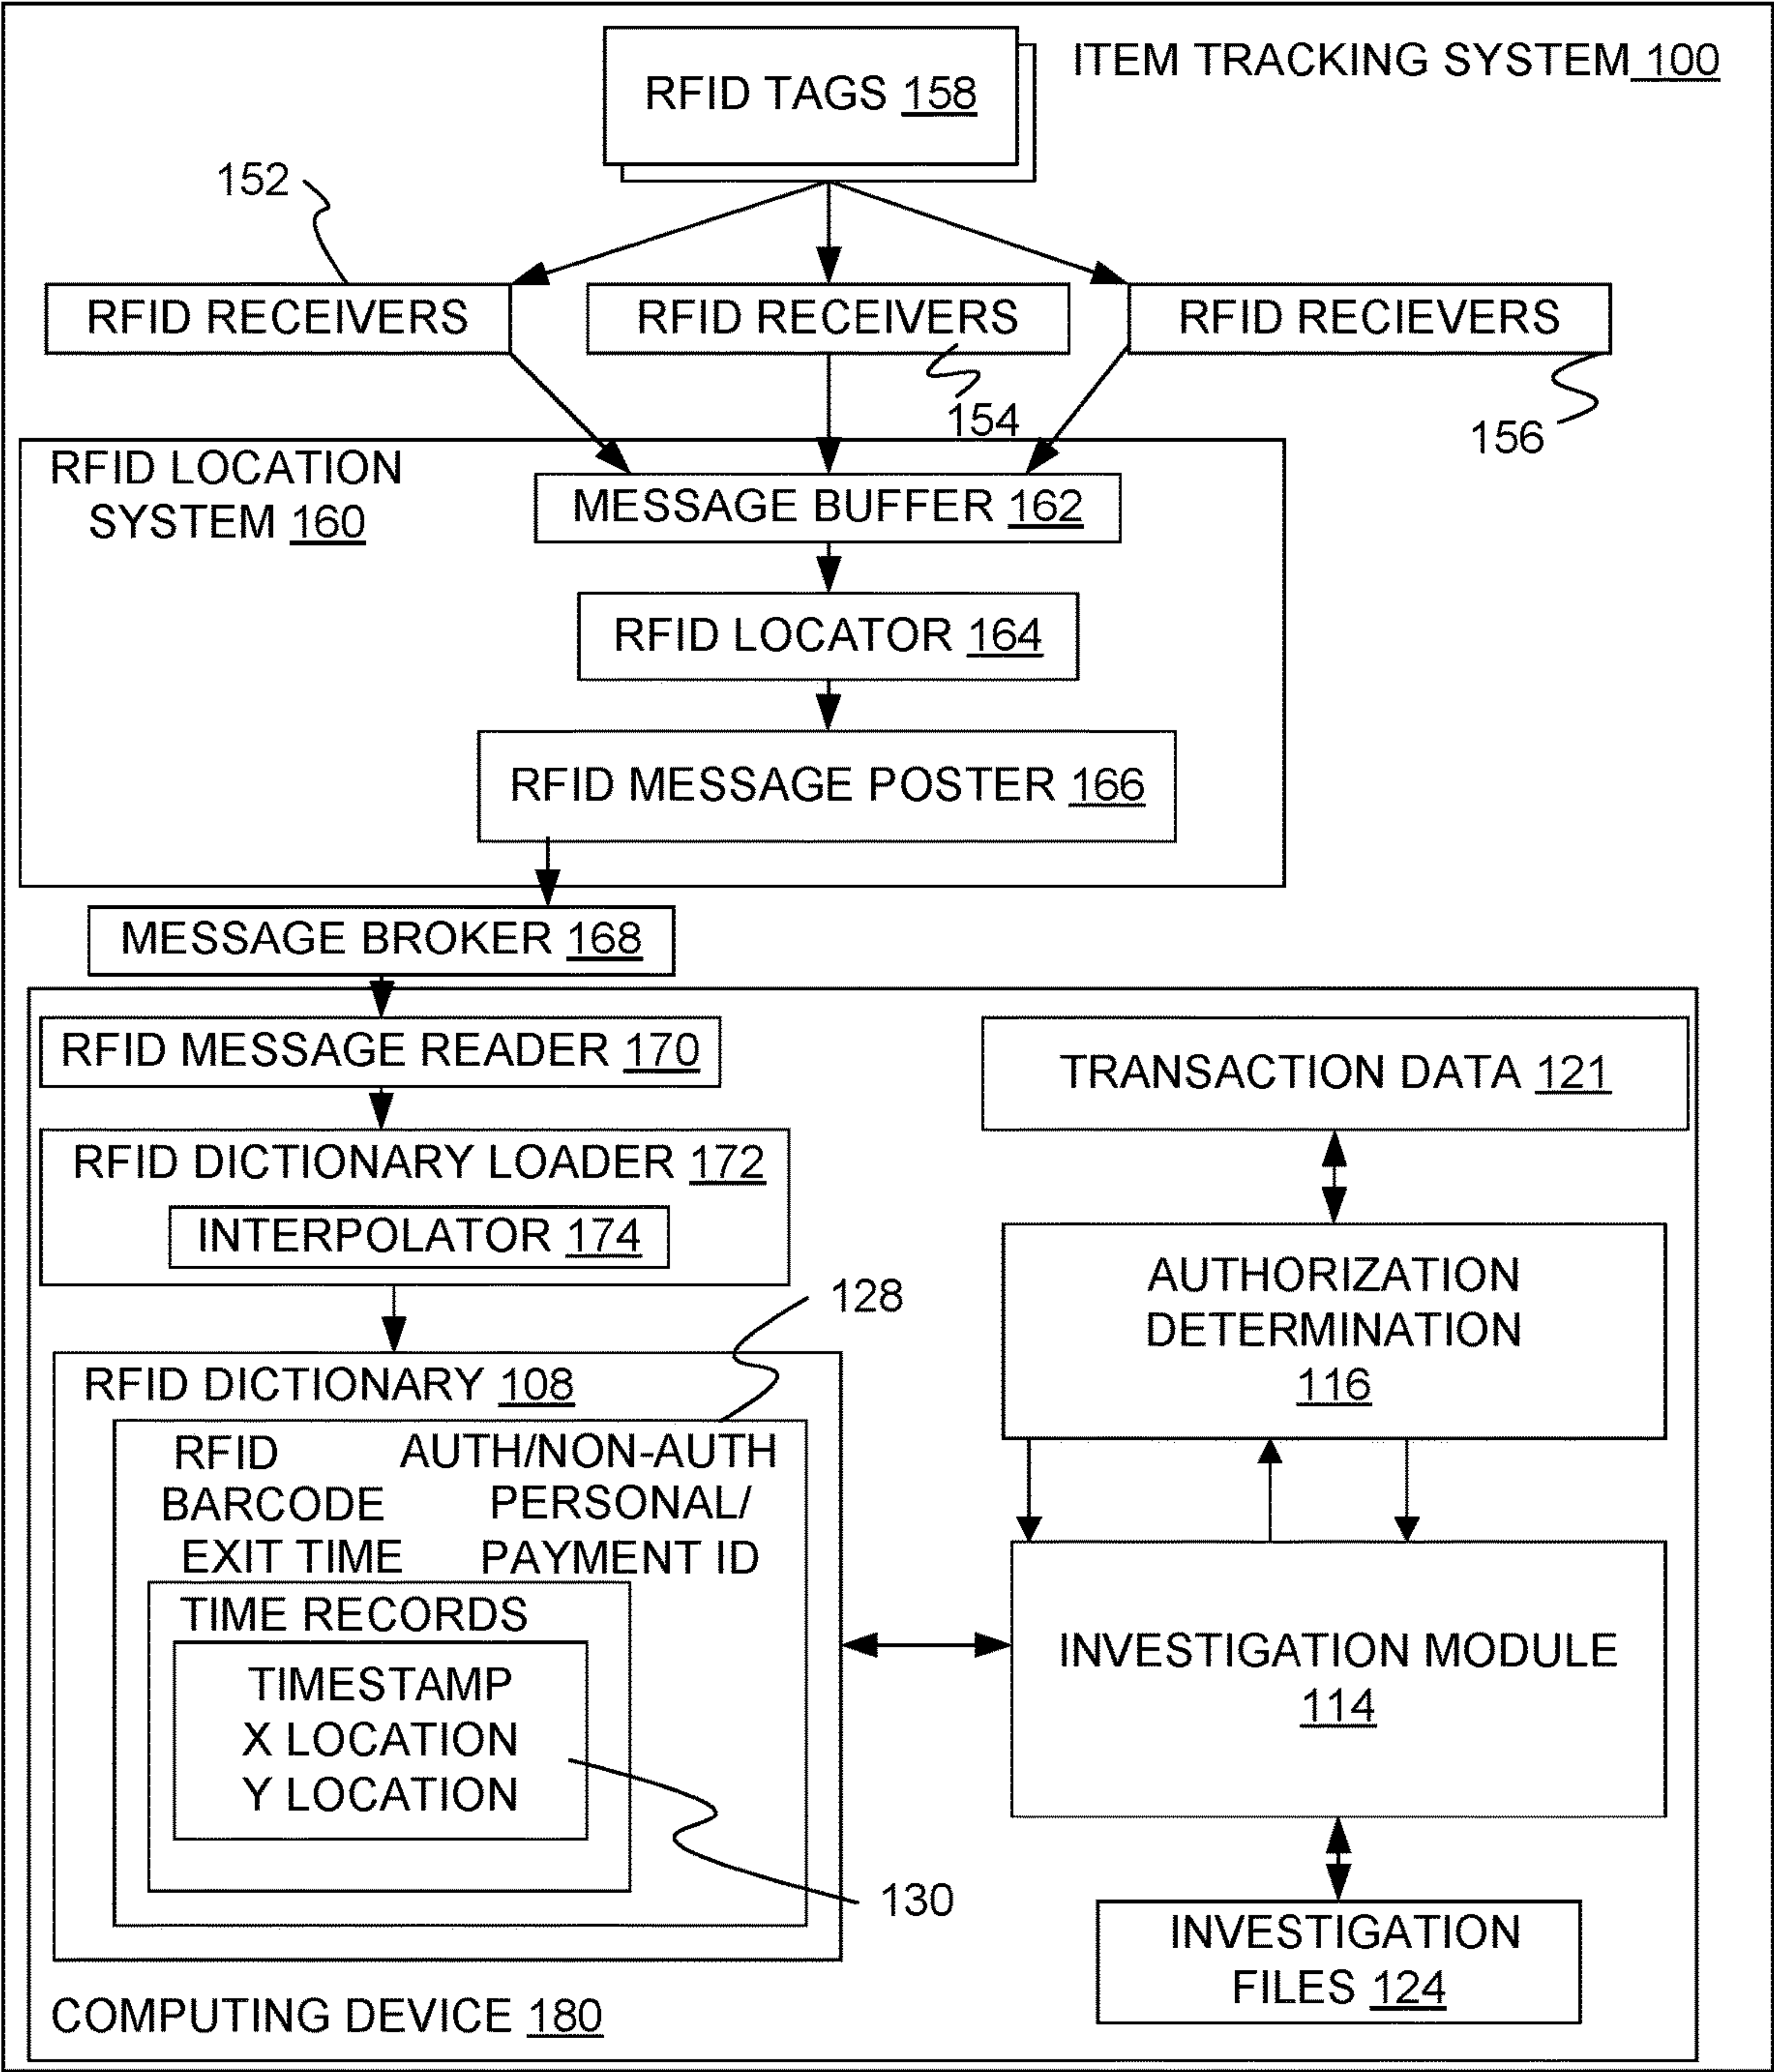 ITEM TRACKING SYSTEM 100
RFID TAGS 158
152
RFID RECEIVERS
RFID RECEIVERS
RFID RECIEVERS
154
156
RFID LOCATION
SYSTEM 160
MESSAGE BUFFER 162
RFID LOCATOR 164
RFID MESSAGE POSTER 166
MESSAGE BROKER 168
RFID MESSAGE READER 170
TRANSACTION DATA 121
RFID DICTIONARY LOADER 172
INTERPOLATOR 174
AUTHORIZATION
DETERMINATION
116
128
RFID DICTIONARY 108
RFID AUTH/NON-AUTH
BARCODE PERSONAL/
EXIT TIME PAYMENT ID
TIME RECORDS
TIMESTAMP
X LOCATION
Y LOCATION
130
INVESTIGATION MODULE
114
INVESTIGATION
FILES 124
COMPUTING DEVICE 180